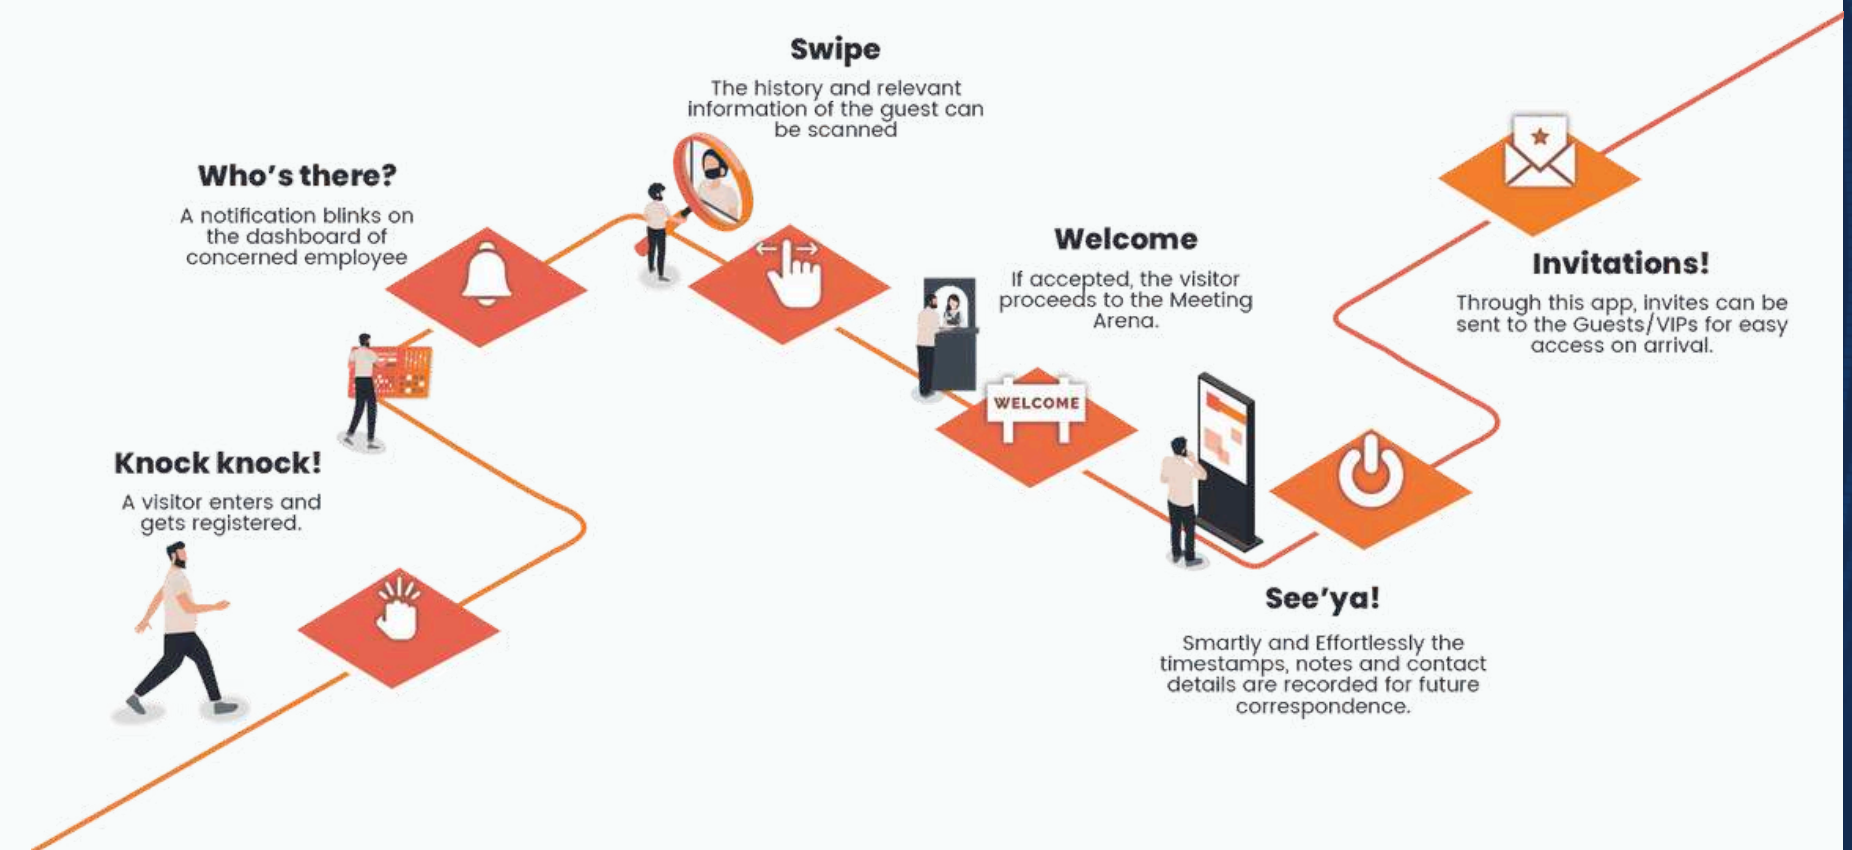 Swipe
The history and relevant
information of the guest can
be scanned
Who's there?
A notification blinks on
the dashboard of
concerned employee
Knock knock!
A visitor enters and
gets registered.
Welcome
If accepted, the visitor
proceeds to the Meeting
Arena.
WELCOME
See'ya!
Smartly and Effortlessly the
timestamps, notes and contact
details are recorded for future
correspondence.
Invitations!
Through this app, invites can be
sent to the Guests/VIPs for easy
access on arrival.